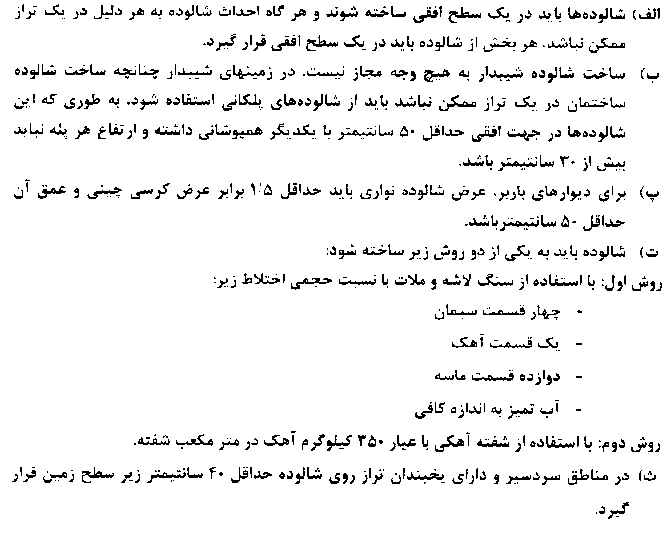 الف) شالوده‌ها باید در یک سطح افقی ساخته شوند و هر گاه احداث شالوده به هر دلیل در یک تراز
ممکن نباشد، هر بخش از شالوده باید در یک سطح افقی قرار گیرد.
ب) ساخت شالوده شیبدار به هیچ وجه مجاز نیست. در زمینهای شیبدار چنانچه ساخت شالوده
ساختمان در یک تراز ممکن نباشد باید از شالوده‌های پلکانی استفاده شود. به طوری که این
شالوده‌ها در جهت افقی حداقل ۵۰ سانتیمتر با یکدیگر همپوشانی داشته و ارتفاع هر پله نباید
بیش از ۳۰ سانتیمتر باشد.
پ) برای دیوارهای باربر، عرض شالوده نواری باید حداقل ۱/۵ برابر عرض کرسی چینی و عمق آن
حداقل ۵۰ سانتیمترباشد.
ت) شالوده باید به یکی از دو روش زیر ساخته شود:
روش اول: با استفاده از سنگ لاشه و ملات با نسبت حجمی اختلاط زیر:
- چهار قسمت سیمان
- یک قسمت آهک
- دوازده قسمت ماسه
- آب تمیز به اندازه کافی
روش دوم: با استفاده از شفته آهکی با عیار ۳۵۰ کیلوگرم آهک در متر مکعب شفته.
ث) در مناطق سردسیر و دارای یخبندان تراز روی شالوده حداقل ۴۰ سانتیمتر زیر سطح زمین قرار
گیرد.